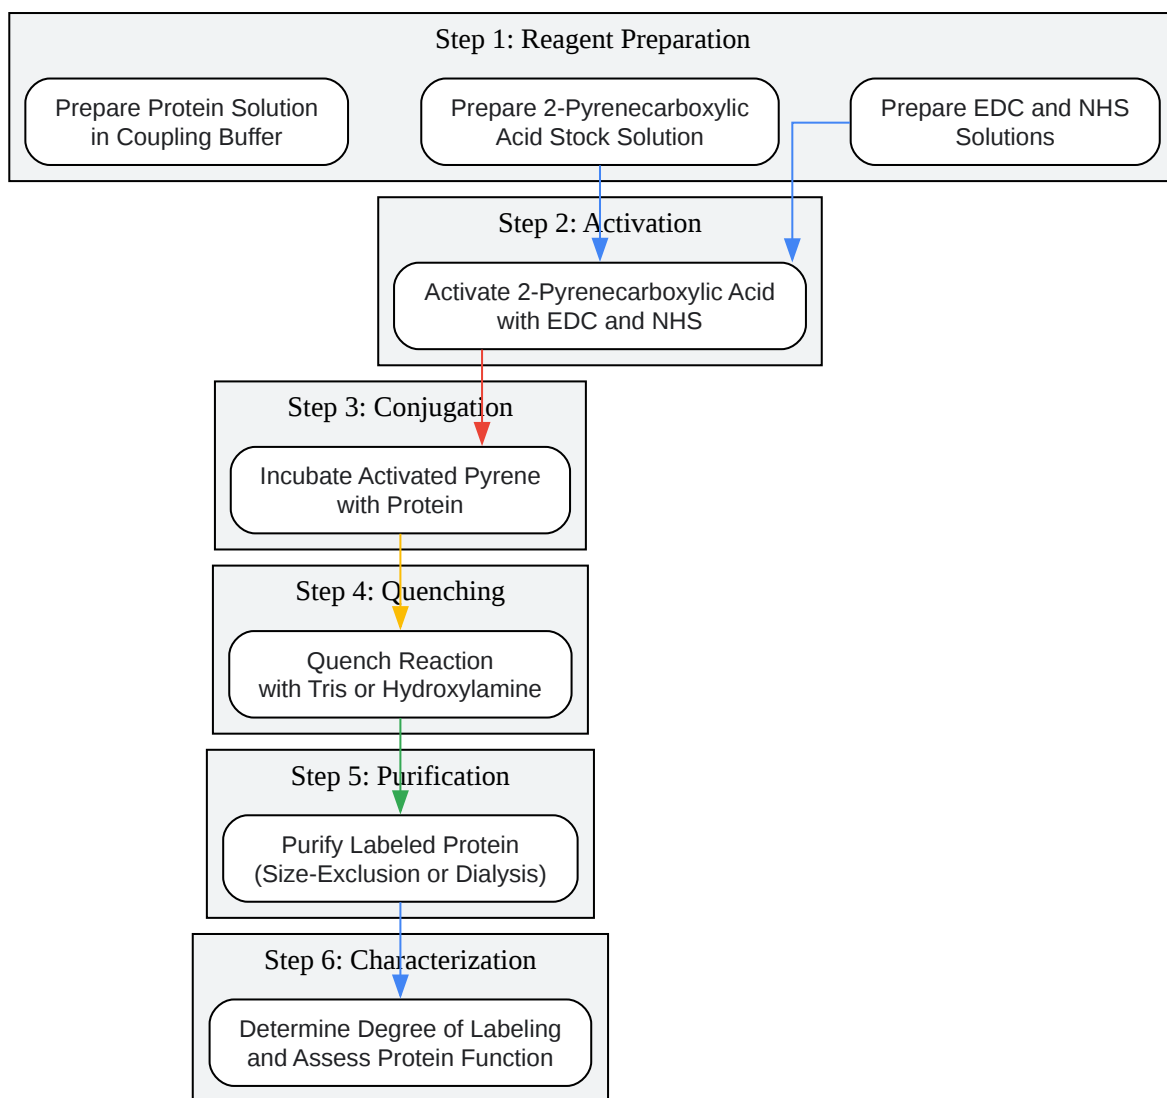 Step 1: Reagent Preparation
Prepare Protein Solution
in Coupling Buffer
Prepare 2-Pyrenecarboxylic
Acid Stock Solution
Prepare EDC and NHS
Solutions
Step 2: Activation
Activate 2-Pyrenecarboxylic Acid
with EDC and NHS
Step 3: Conjugation
Incubate Activated Pyrene
with Protein
Step 4: Quenching
Quench Reaction
with Tris or Hydroxylamine
Step 5: Purification
Purify Labeled Protein
(Size-Exclusion or Dialysis)
Step 6: Characterization
Determine Degree of Labeling
and Assess Protein Function